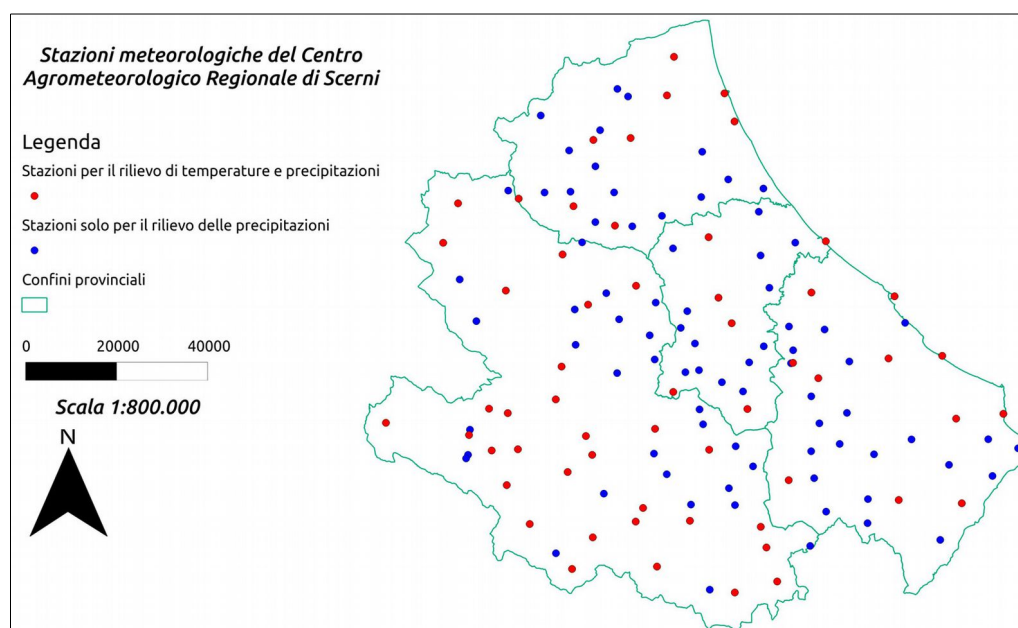 Stazioni meteorologiche del Centro
Agrometeorologico Regionale di Scerni
Legenda
Stazioni per il rilievo di temperature e precipitazioni
Stazioni solo per il rilievo delle precipitazioni
Confini provinciali
0 20000 40000
Scala 1:800.000
N